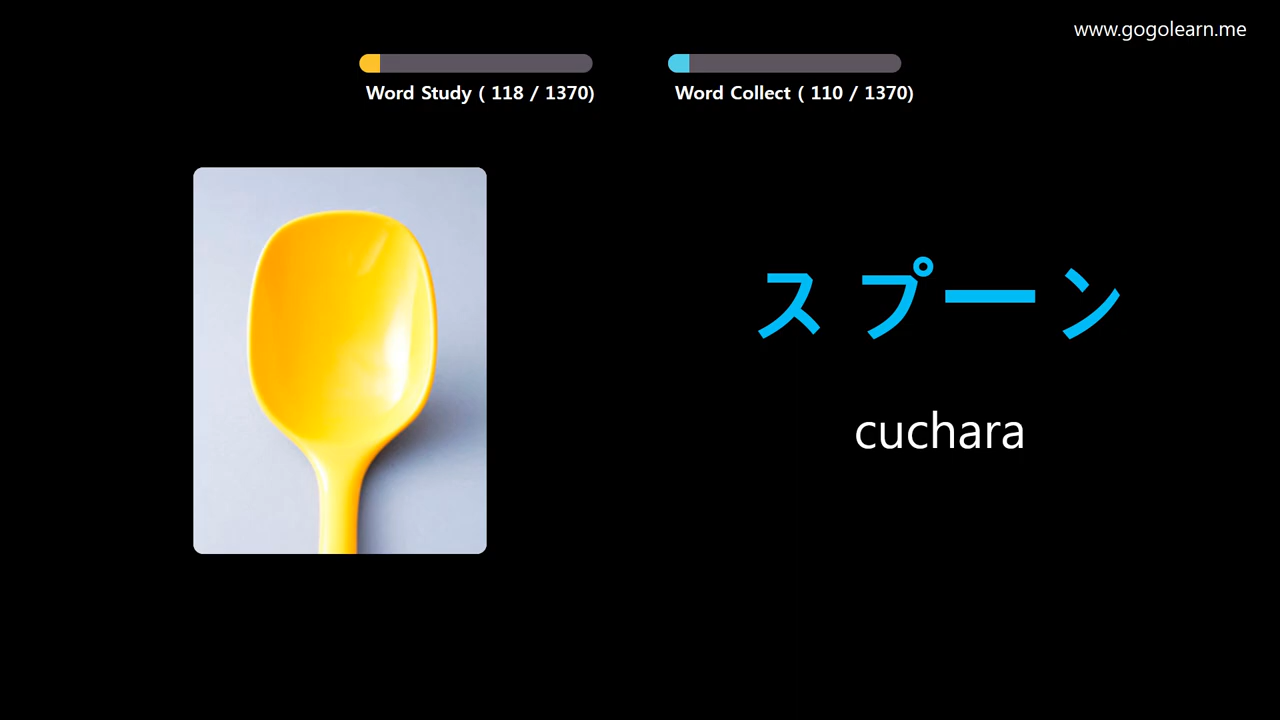 www.gogolearn.me
Word Study ( 118 / 1370)
Word Collect ( 110 / 1370)
スプーン
cuchara